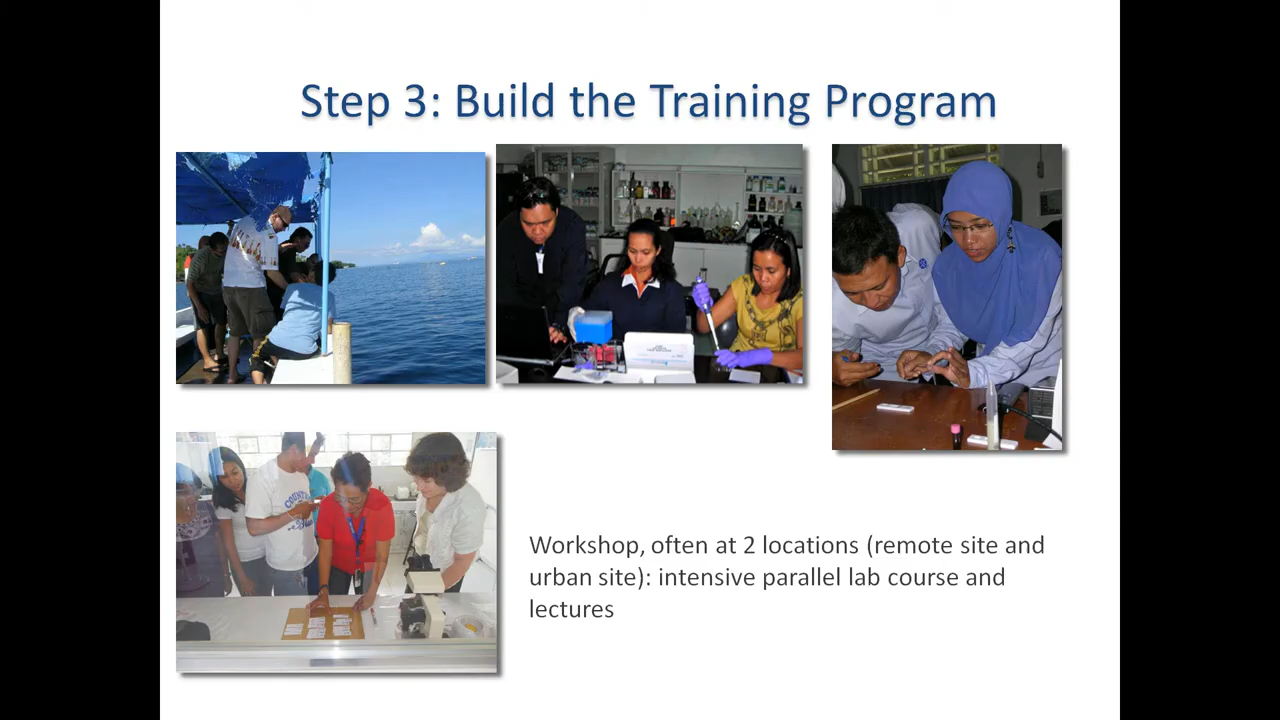 Step 3: Build the Training Program
COUNT
Workshop, often at 2 locations (remote site and
urban site): intensive parallel lab course and
lectures